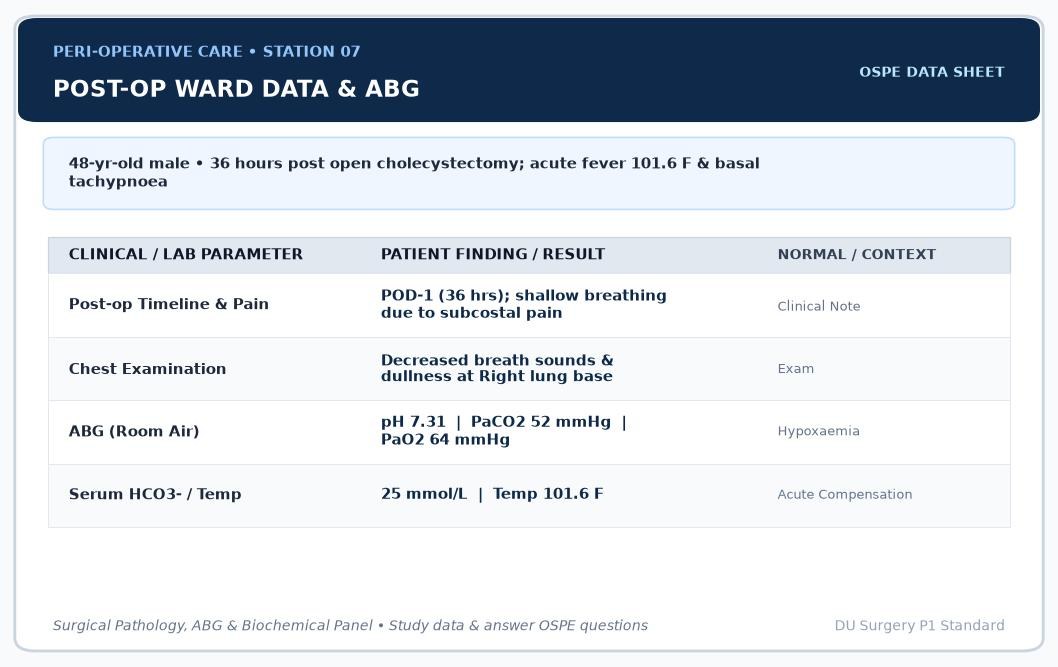 PERI-OPERATIVE CARE • STATION 07
POST-OP WARD DATA & ABG
OSPE DATA SHEET
48-yr-old male • 36 hours post open cholecystectomy; acute fever 101.6 F & basal
tachypnoea
CLINICAL / LAB PARAMETER PATIENT FINDING / RESULT NORMAL / CONTEXT
Post-op Timeline & Pain
POD-1 (36 hrs); shallow breathing
due to subcostal pain
Clinical Note
Chest Examination
Decreased breath sounds &
dullness at Right lung base
Exam
ABG (Room Air)
pH 7.31 | PaCO2 52 mmHg |
PaO2 64 mmHg
Hypoxaemia
Serum HCO3- / Temp 25 mmol/L | Temp 101.6 F Acute Compensation
Surgical Pathology, ABG & Biochemical Panel • Study data & answer OSPE questions
DU Surgery P1 Standard